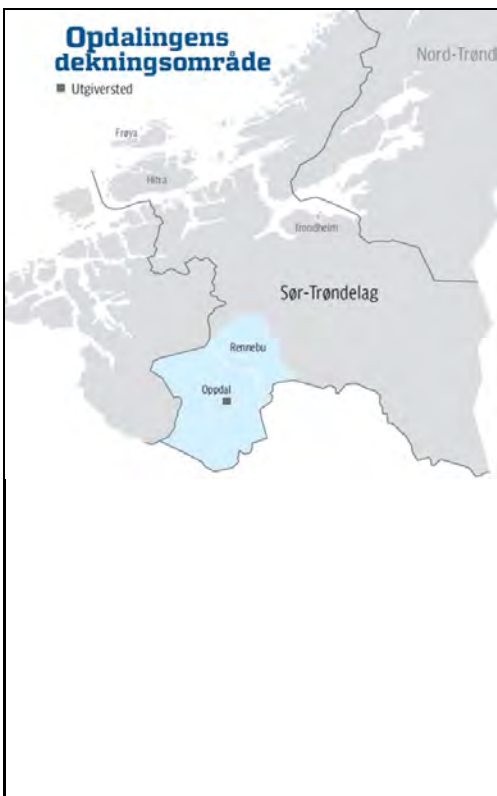 Opdalingens
dekningsområde
Utgiversted
Nord-Trønd
Frøya
Hitra
Trondheim
Sør-Trøndelag
Rennebu
Oppdal